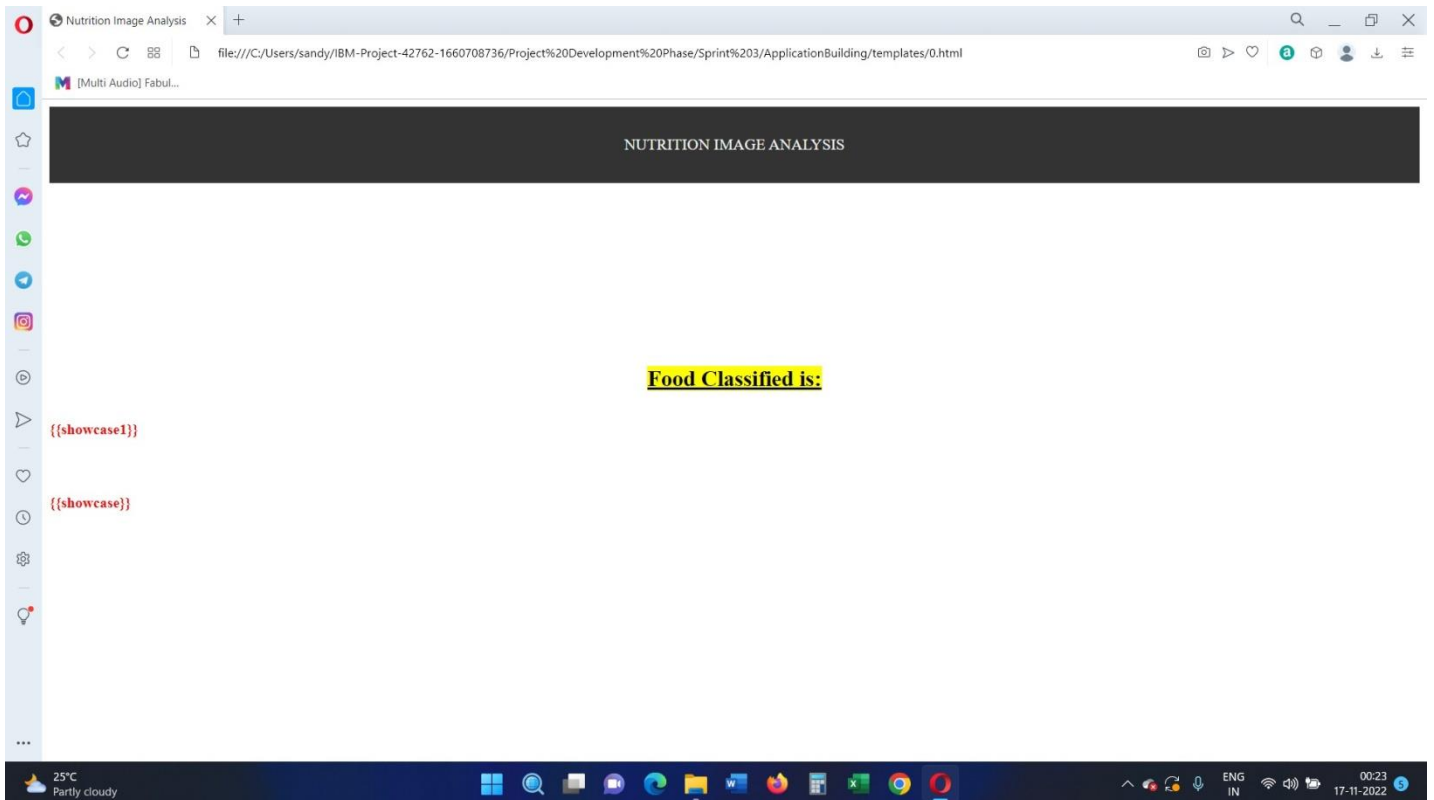 Nutrition Image Analysis
file:///C:/Users/sandy/IBM-Project-42762-1660708736/Project%20Development%20Phase/Sprint%203/ApplicationBuilding/templates/0.html
[Multi Audio] Fabul...
NUTRITION IMAGE ANALYSIS
Food Classified is:
{{showcase1}}
{{showcase}}
25°C
Partly cloudy
ENG
IN
00:23
17-11-2022
5